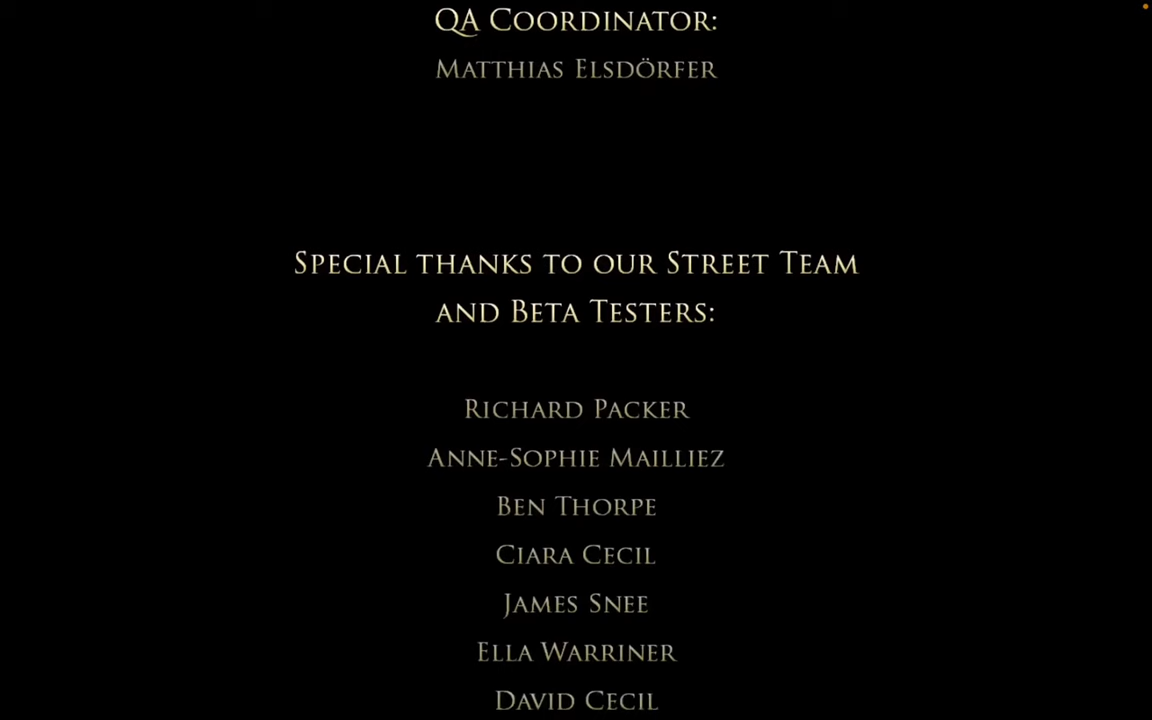 QA Coordinator:
Matthias Elsdörfer
Special thanks to our Street Team
and Beta Testers:
Richard Packer
Anne-Sophie Mailliez
Ben Thorpe
Ciara Cecil
James Snee
Ella Warriner
David Cecil